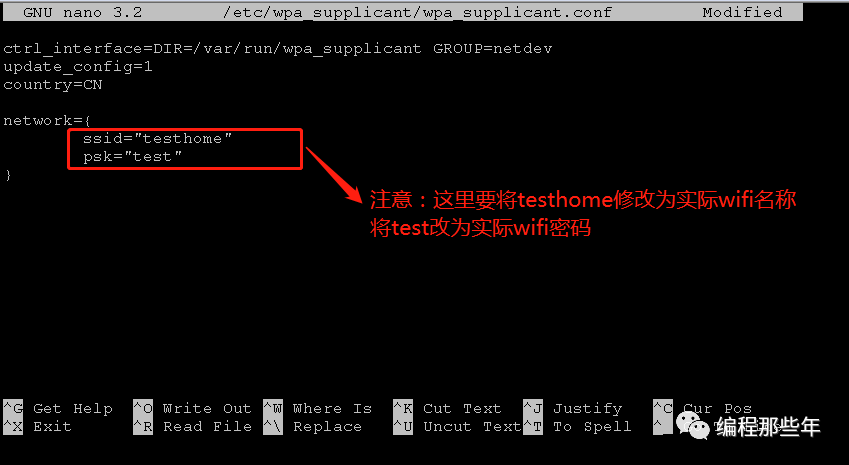 GNU nano 3.2 /etc/wpa_supplicant/wpa_supplicant.conf Modified
ctrl_interface=DIR=/var/run/wpa_supplicant GROUP=netdev
update_config=1
country=CN
network={
ssid="testhome"
psk="test"
}
注意：这里要将testhome修改为实际wifi名称
将test改为实际wifi密码
^G Get Help ^O Write Out ^W Where Is ^K Cut Text ^J Justify ^C Cur Pos
^X Exit ^R Read File ^\ Replace ^U Uncut Text ^T To Spell ^_
编程那些年